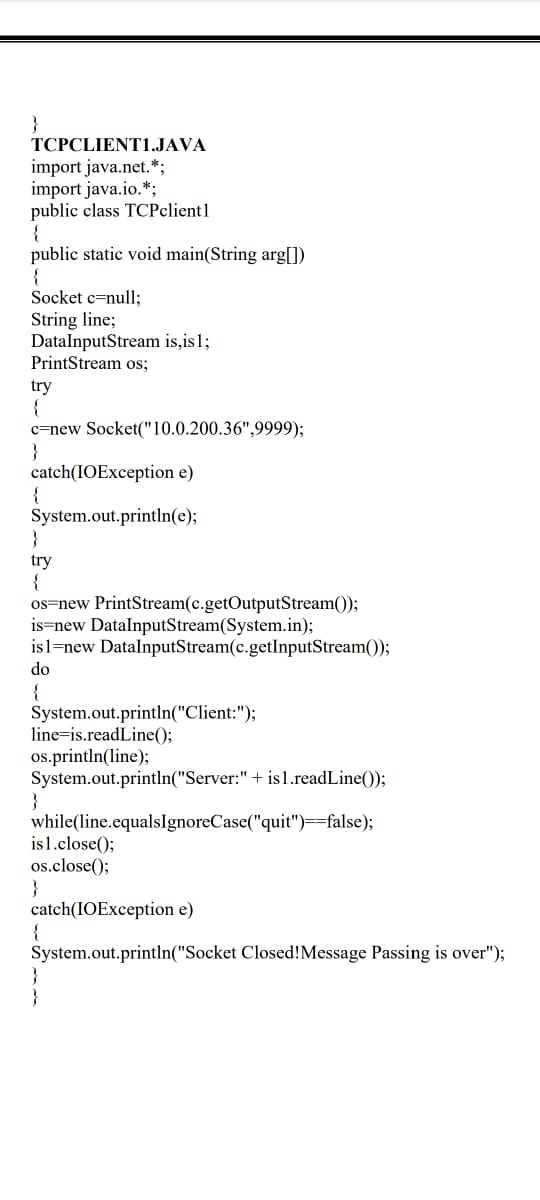 }
TCPCLIENT1.JAVA
import java.net.*;
import java.io.*;
public class TCPclient1
{
public static void main(String arg[])
{
Socket c=null;
String line;
DataInputStream is,is1;
PrintStream os;
try
{
c=new Socket("10.0.200.36",9999);
}
catch(IOException e)
{
System.out.println(e);
}
try
{
os=new PrintStream(c.getOutputStream());
is=new DataInputStream(System.in);
is1=new DataInputStream(c.getInputStream());
do
{
System.out.println("Client:");
line=is.readLine();
os.println(line);
System.out.println("Server:" + is1.readLine());
}
while(line.equalsIgnoreCase("quit")==false);
is1.close();
os.close();
}
catch(IOException e)
{
System.out.println("Socket Closed!Message Passing is over");
}
}